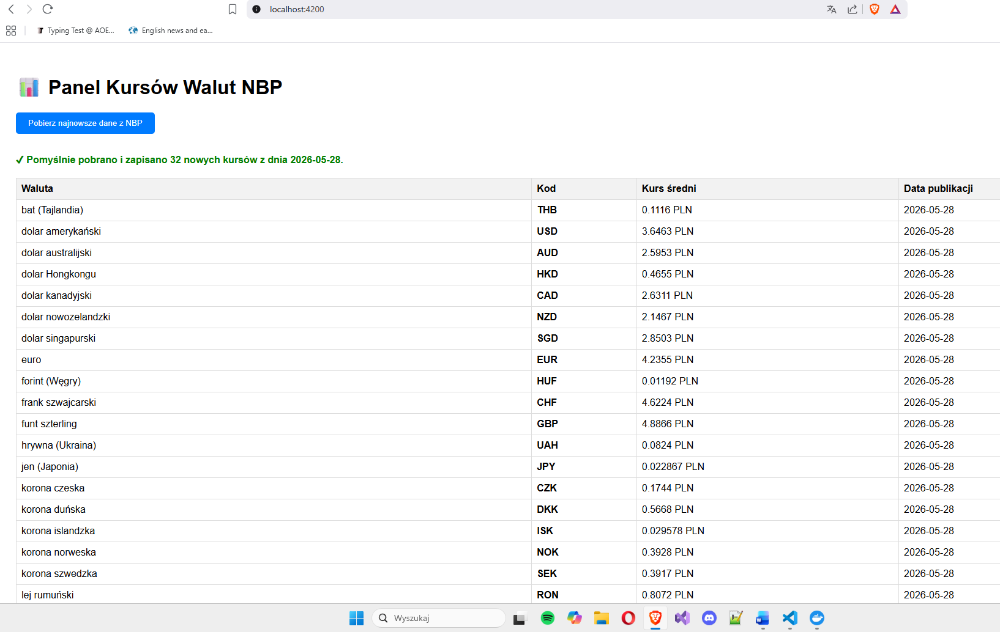 localhost:4200
Typing Test @ AOE...
English news and ea...
Panel Kursów Walut NBP
Pobierz najnowsze dane z NBP
✔ Pomyślnie pobrano i zapisano 32 nowych kursów z dnia 2026-05-28.
Waluta Kod Kurs średni Data publikacji
bat (Tajlandia) THB 0.1116 PLN 2026-05-28
dolar amerykański USD 3.6463 PLN 2026-05-28
dolar australijski AUD 2.5953 PLN 2026-05-28
dolar Hongkongu HKD 0.4655 PLN 2026-05-28
dolar kanadyjski CAD 2.6311 PLN 2026-05-28
dolar nowozelandzki NZD 2.1467 PLN 2026-05-28
dolar singapurski SGD 2.8503 PLN 2026-05-28
euro EUR 4.2355 PLN 2026-05-28
forint (Węgry) HUF 0.01192 PLN 2026-05-28
frank szwajcarski CHF 4.6224 PLN 2026-05-28
funt szterling GBP 4.8866 PLN 2026-05-28
hrywna (Ukraina) UAH 0.0824 PLN 2026-05-28
jen (Japonia) JPY 0.022867 PLN 2026-05-28
korona czeska CZK 0.1744 PLN 2026-05-28
korona duńska DKK 0.5668 PLN 2026-05-28
korona islandzka ISK 0.029578 PLN 2026-05-28
korona norweska NOK 0.3928 PLN 2026-05-28
korona szwedzka SEK 0.3917 PLN 2026-05-28
lej rumuński RON 0.8072 PLN 2026-05-28
Wyszukaj